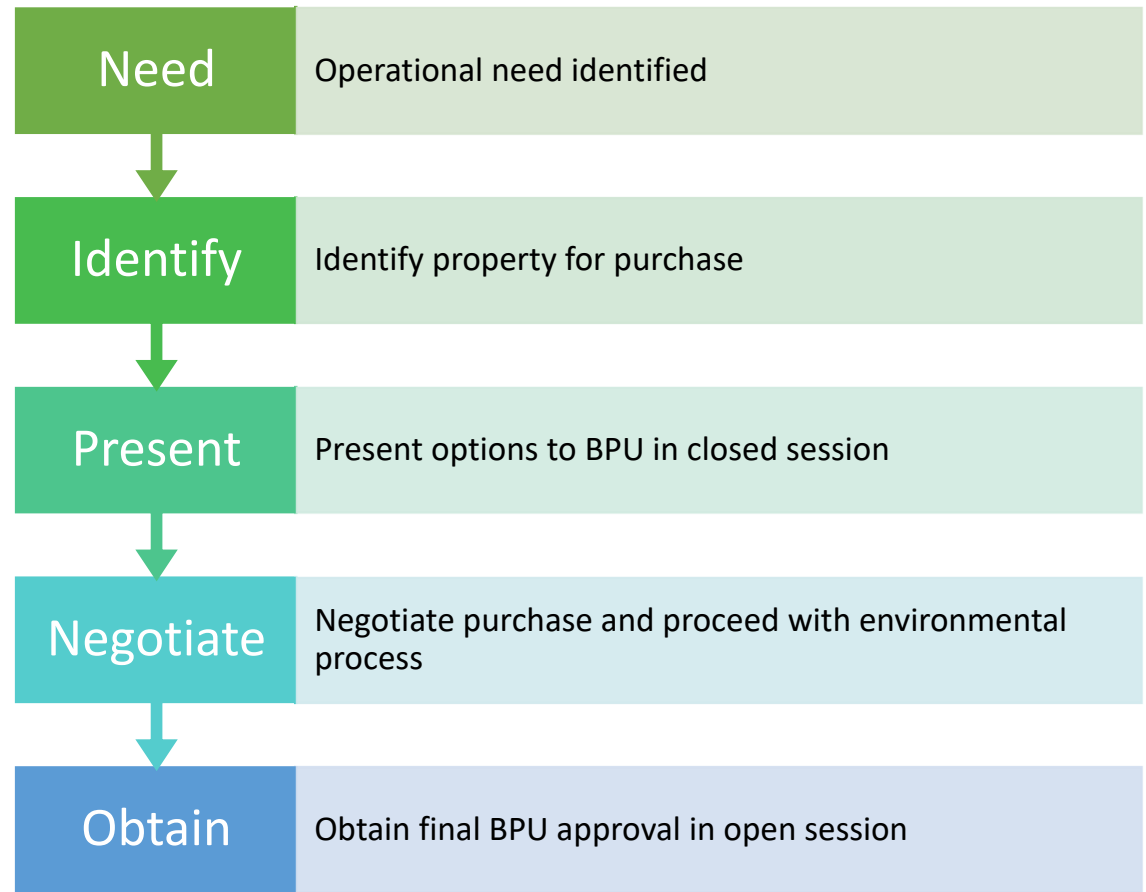 Need
Operational need identified
Identify
Identify property for purchase
Present
Present options to BPU in closed session
Negotiate
Negotiate purchase and proceed with environmental
process
Obtain
Obtain final BPU approval in open session